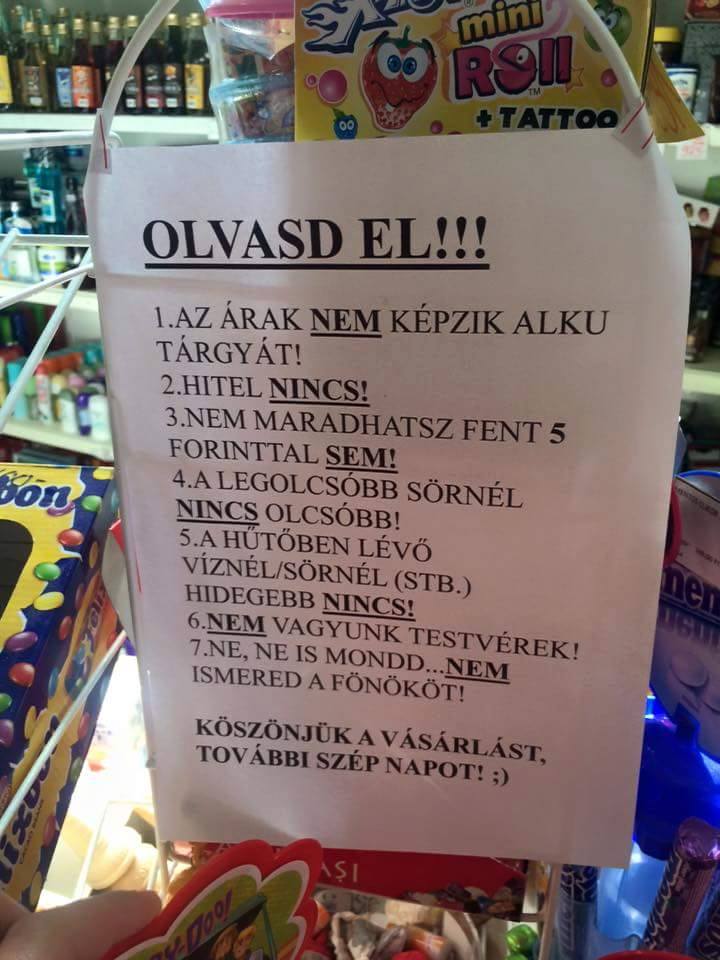 mini
ROll
+ TATTOO
OLVASD EL!!!
1.AZ ÁRAK NEM KÉPZIK ALKU
TÁRGYÁT!
2.HITEL NINCS!
3.NEM MARADHATSZ FENT 5
FORINTTAL SEM!
4.A LEGOLCSÓBB SÖRNÉL
NINCS OLCSÓBB!
5.A HŰTŐBEN LÉVŐ
VÍZNÉL/SÖRNÉL (STB.)
HIDEGEBB NINCS!
6.NEM VAGYUNK TESTVÉREK!
7.NE, NE IS MONDD...NEM
ISMERED A FŐNÖKÖT!
KÖSZÖNJÜK A VÁSÁRLÁST,
TOVÁBBI SZÉP NAPOT! ;)